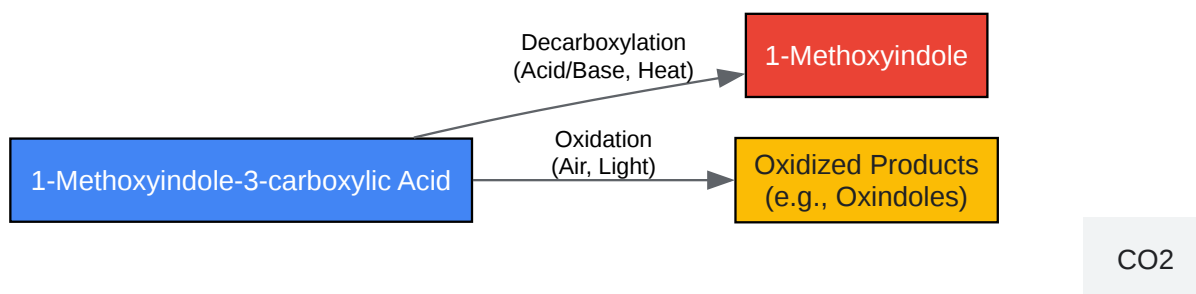 Decarboxylation
(Acid/Base, Heat)
1-Methoxyindole
1-Methoxyindole-3-carboxylic Acid
Oxidation
(Air, Light)
Oxidized Products
(e.g., Oxindoles)
CO2